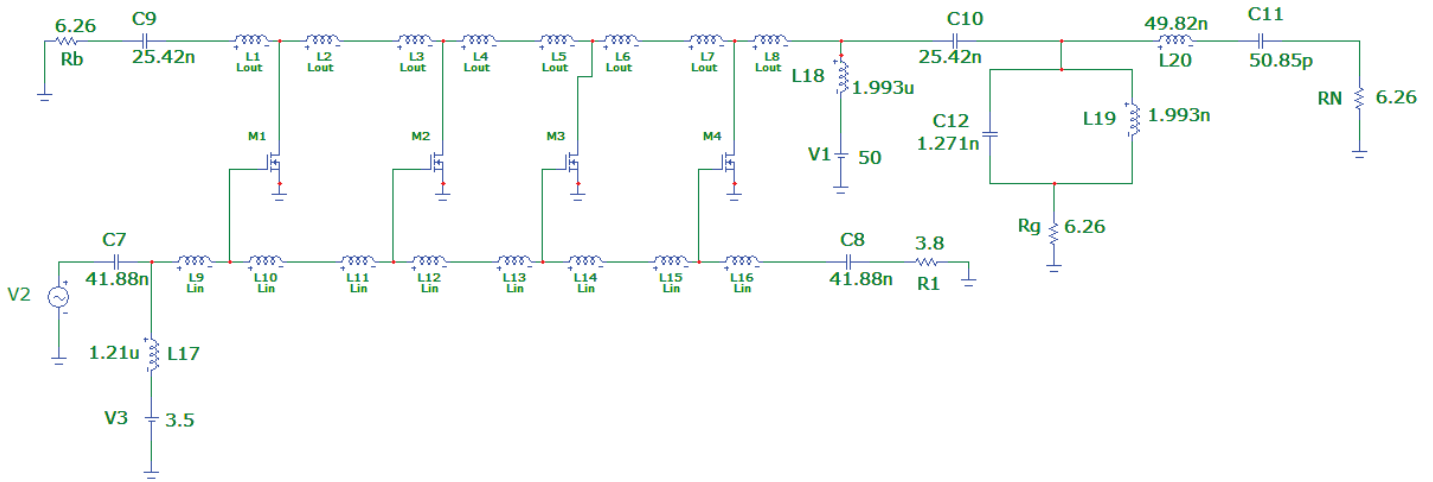 C9
6.26
Rb
25.42n
L1 L2 L3 L4 L5 L6 L7 L8
Lout Lout Lout Lout Lout Lout Lout Lout
C10
25.42n
49.82n
L20
C11
50.85p
RN 6.26
L18
1.993u
C12
1.271n
L19 1.993n
M1 M2 M3 M4
V1 50
Rg 6.26
C7
41.88n
L9 L10 L11 L12 L13 L14 L15 L16
Lin Lin Lin Lin Lin Lin Lin Lin
C8
41.88n
3.8
R1
V2
1.21u L17
V3 3.5